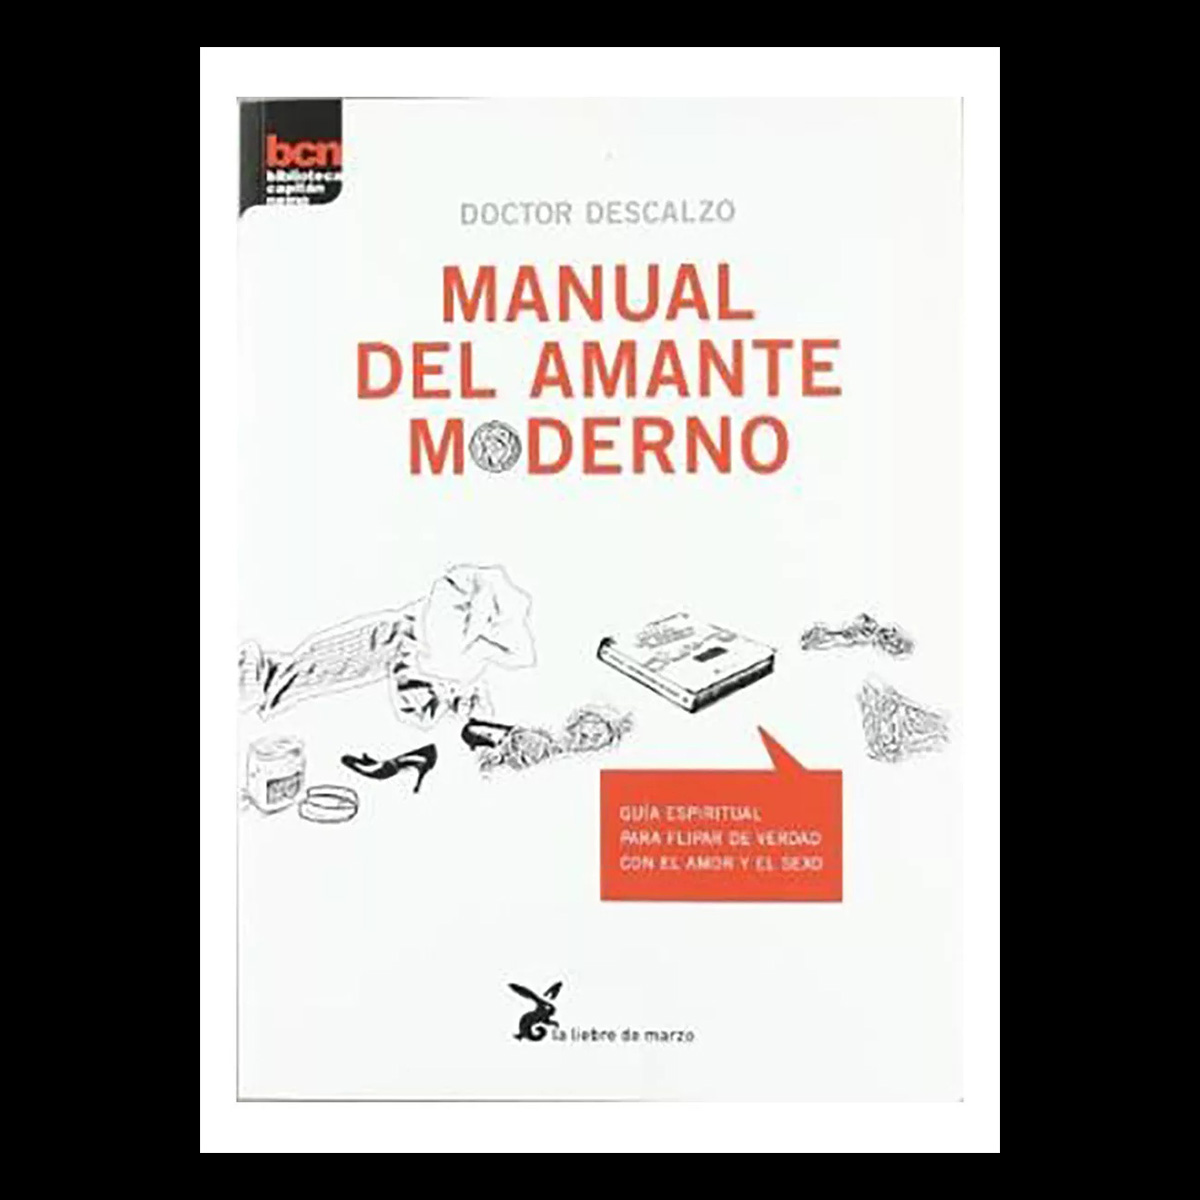 bcn
biblioteca
capitán
DOCTOR DESCALZO
MANUAL
DEL AMANTE
MODERNO
GUÍA ESPIRITUAL
PARA FLIPAR DE VERDAD
CON EL AMOR Y EL SEXO
la liebre de marzo